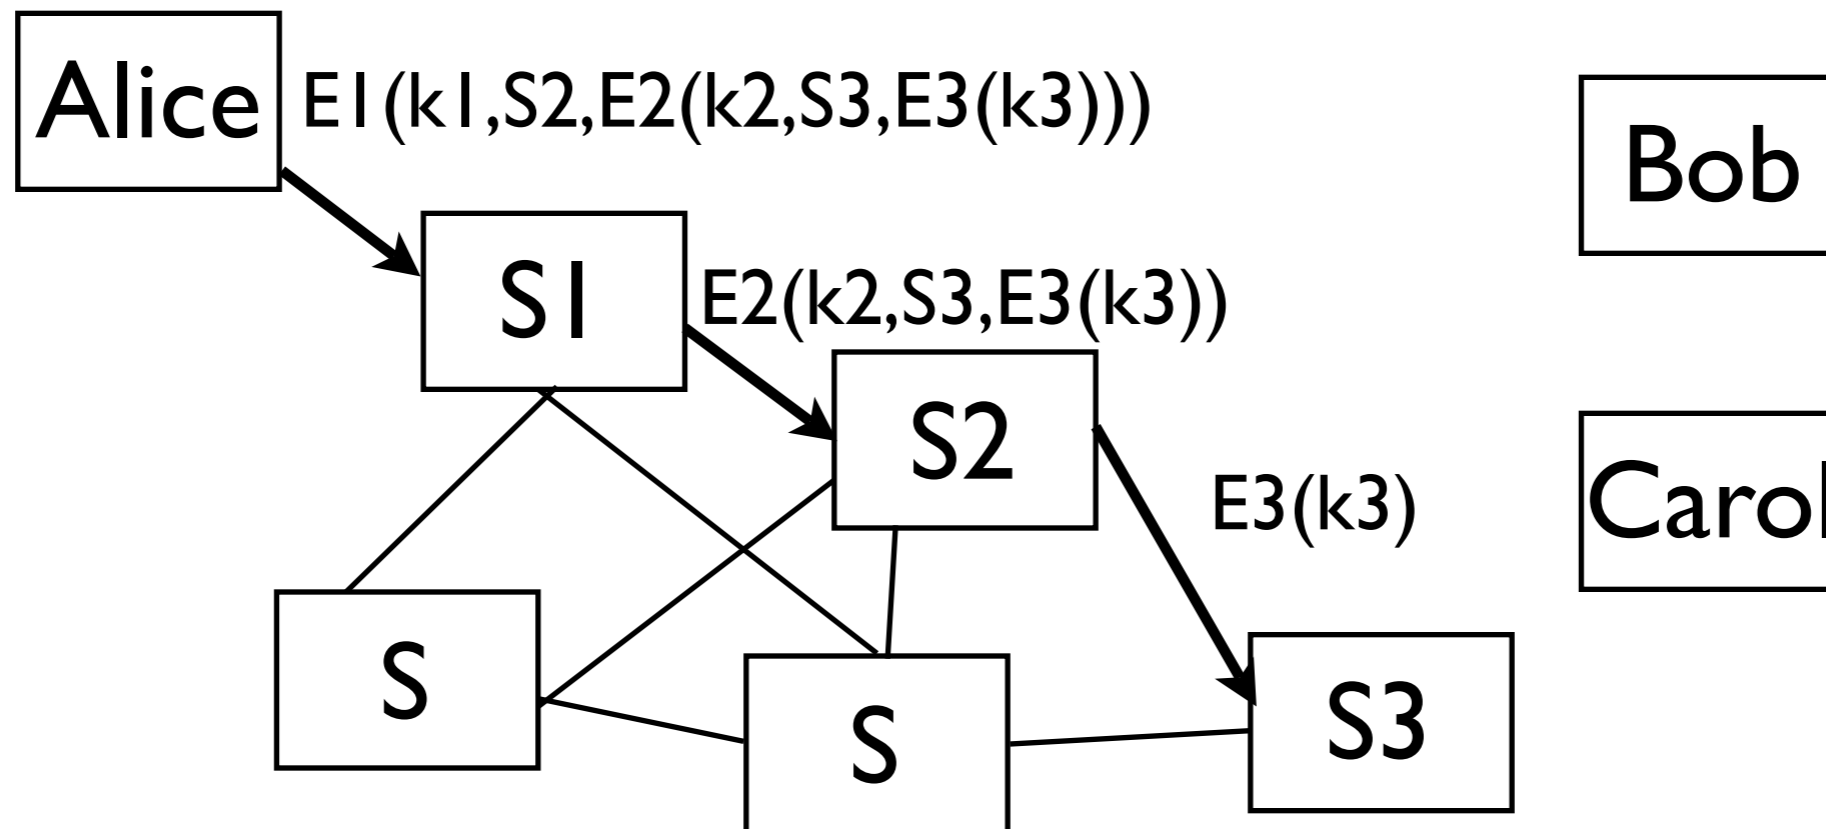 Alice
E1(k1,S2,E2(k2,S3,E3(k3)))
Bob
S1
E2(k2,S3,E3(k3))
S2
E3(k3)
Carol
S
S
S3